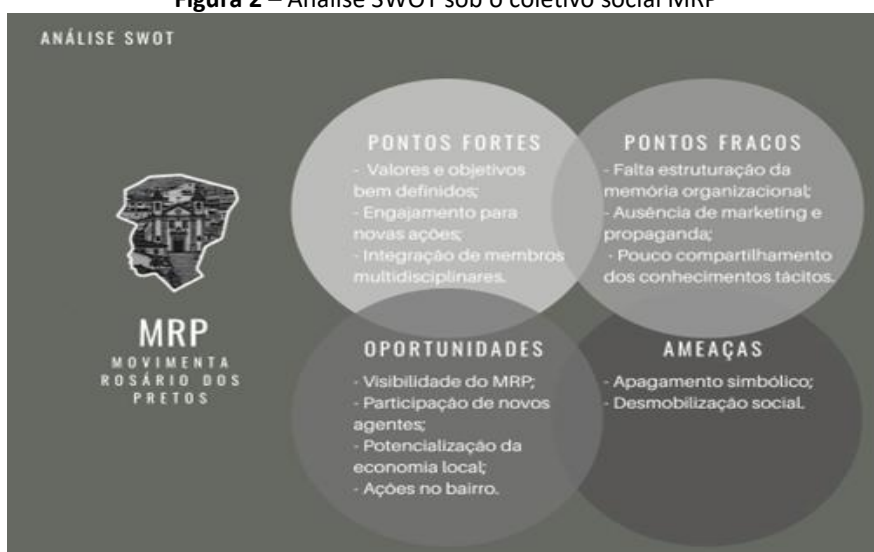 Figura 2 – Análise SWOT sob o coletivo social MRP
ANÁLISE SWOT
MRP
MOVIMENTA
ROSÁRIO DOS
PRETOS
PONTOS FORTES
- Valores e objetivos
bem definidos;
- Engajamento para
novas ações;
- Integração de membros
multidisciplinares.
PONTOS FRACOS
- Falta estruturação da
memória organizacional;
- Ausência de marketing e
propaganda;
- Pouco compartilhamento
dos conhecimentos tácitos.
OPORTUNIDADES
- Visibilidade do MRP;
- Participação de novos
agentes;
- Potencialização da
economia local;
- Ações no bairro.
AMEAÇAS
- Apagamento simbólico;
- Desmobilização social.